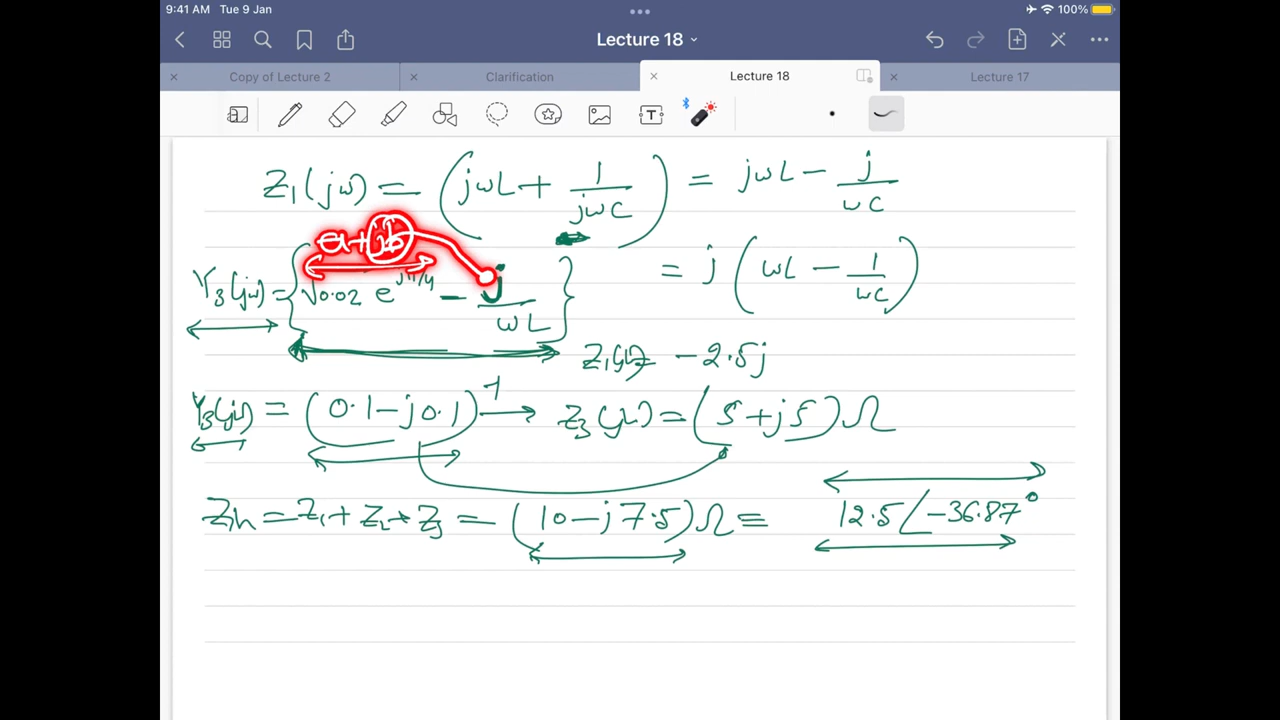 9:41 AM Tue 9 Jan 100%
Lecture 18
Copy of Lecture 2 Clarification Lecture 18 Lecture 17
Z₁(jω) = (jωL + 1/jωC) = jωL − j/ωC
a+jb
= j(ωL − 1/ωC)
Y₃(jω) = {√0.02 e^{jπ/4} − j/ωL}
Z₁(jω) −2.5j
Y₃(jω) = (0.1−j0.1)⁻¹ → Z₃(jω) = (5+j5)Ω
Zin = Z₁ + Z₂ + Z₃ = (10−j7.5)Ω ≡ 12.5∠−36.87°